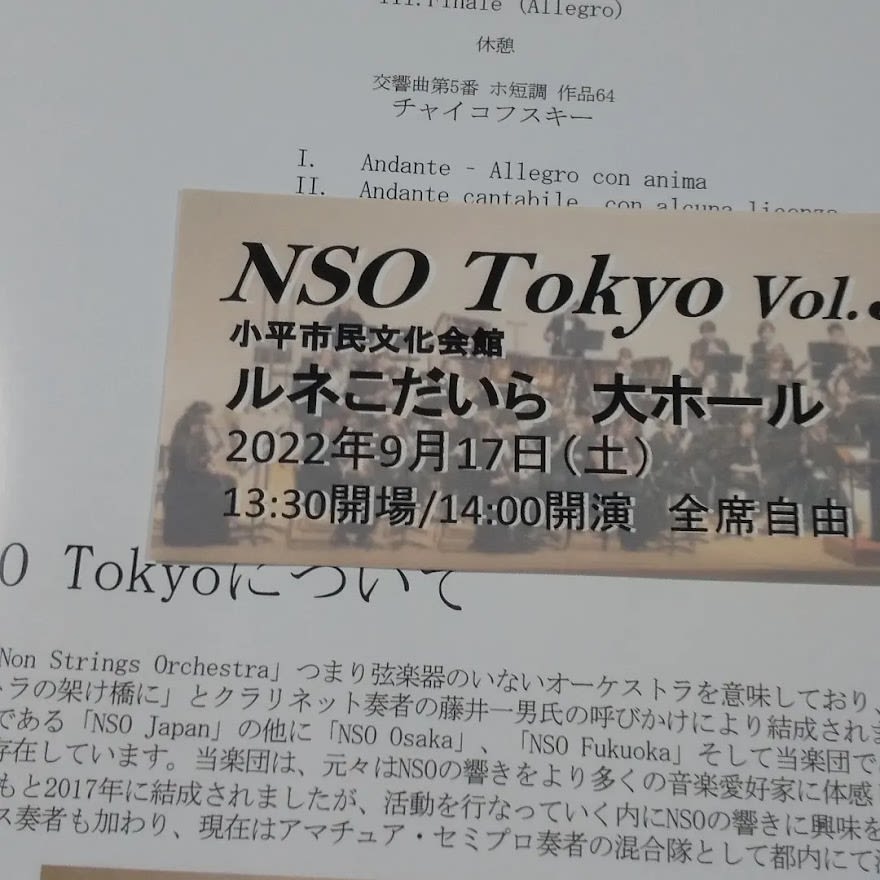 III.Finale (Allegro)
休憩
交響曲第5番 ホ短調 作品64
チャイコフスキー
I. Andante - Allegro con anima
II. Andante cantabile, con alcuna licenza
NSO Tokyo Vol.
小平市民文化会館
ルネこだいら 大ホール
2022年9月17日(土)
13:30開場/14:00開演 全席自由
O Tokyoについて
Non Strings Orchestra」つまり弦楽器のいないオーケストラを意味しており、
トラの架け橋に」とクラリネット奏者の藤井一男氏の呼びかけにより結成されま
である「NSO Japan」の他に「NSO Osaka」、「NSO Fukuoka」そして当楽団で
存在しています。当楽団は、元々はNSOの響きをより多くの音楽愛好家に体感
もと2017年に結成されましたが、活動を行なっていく内にNSOの響きに興味を
ス奏者も加わり、現在はアマチュア・セミプロ奏者の混合隊として都内にて